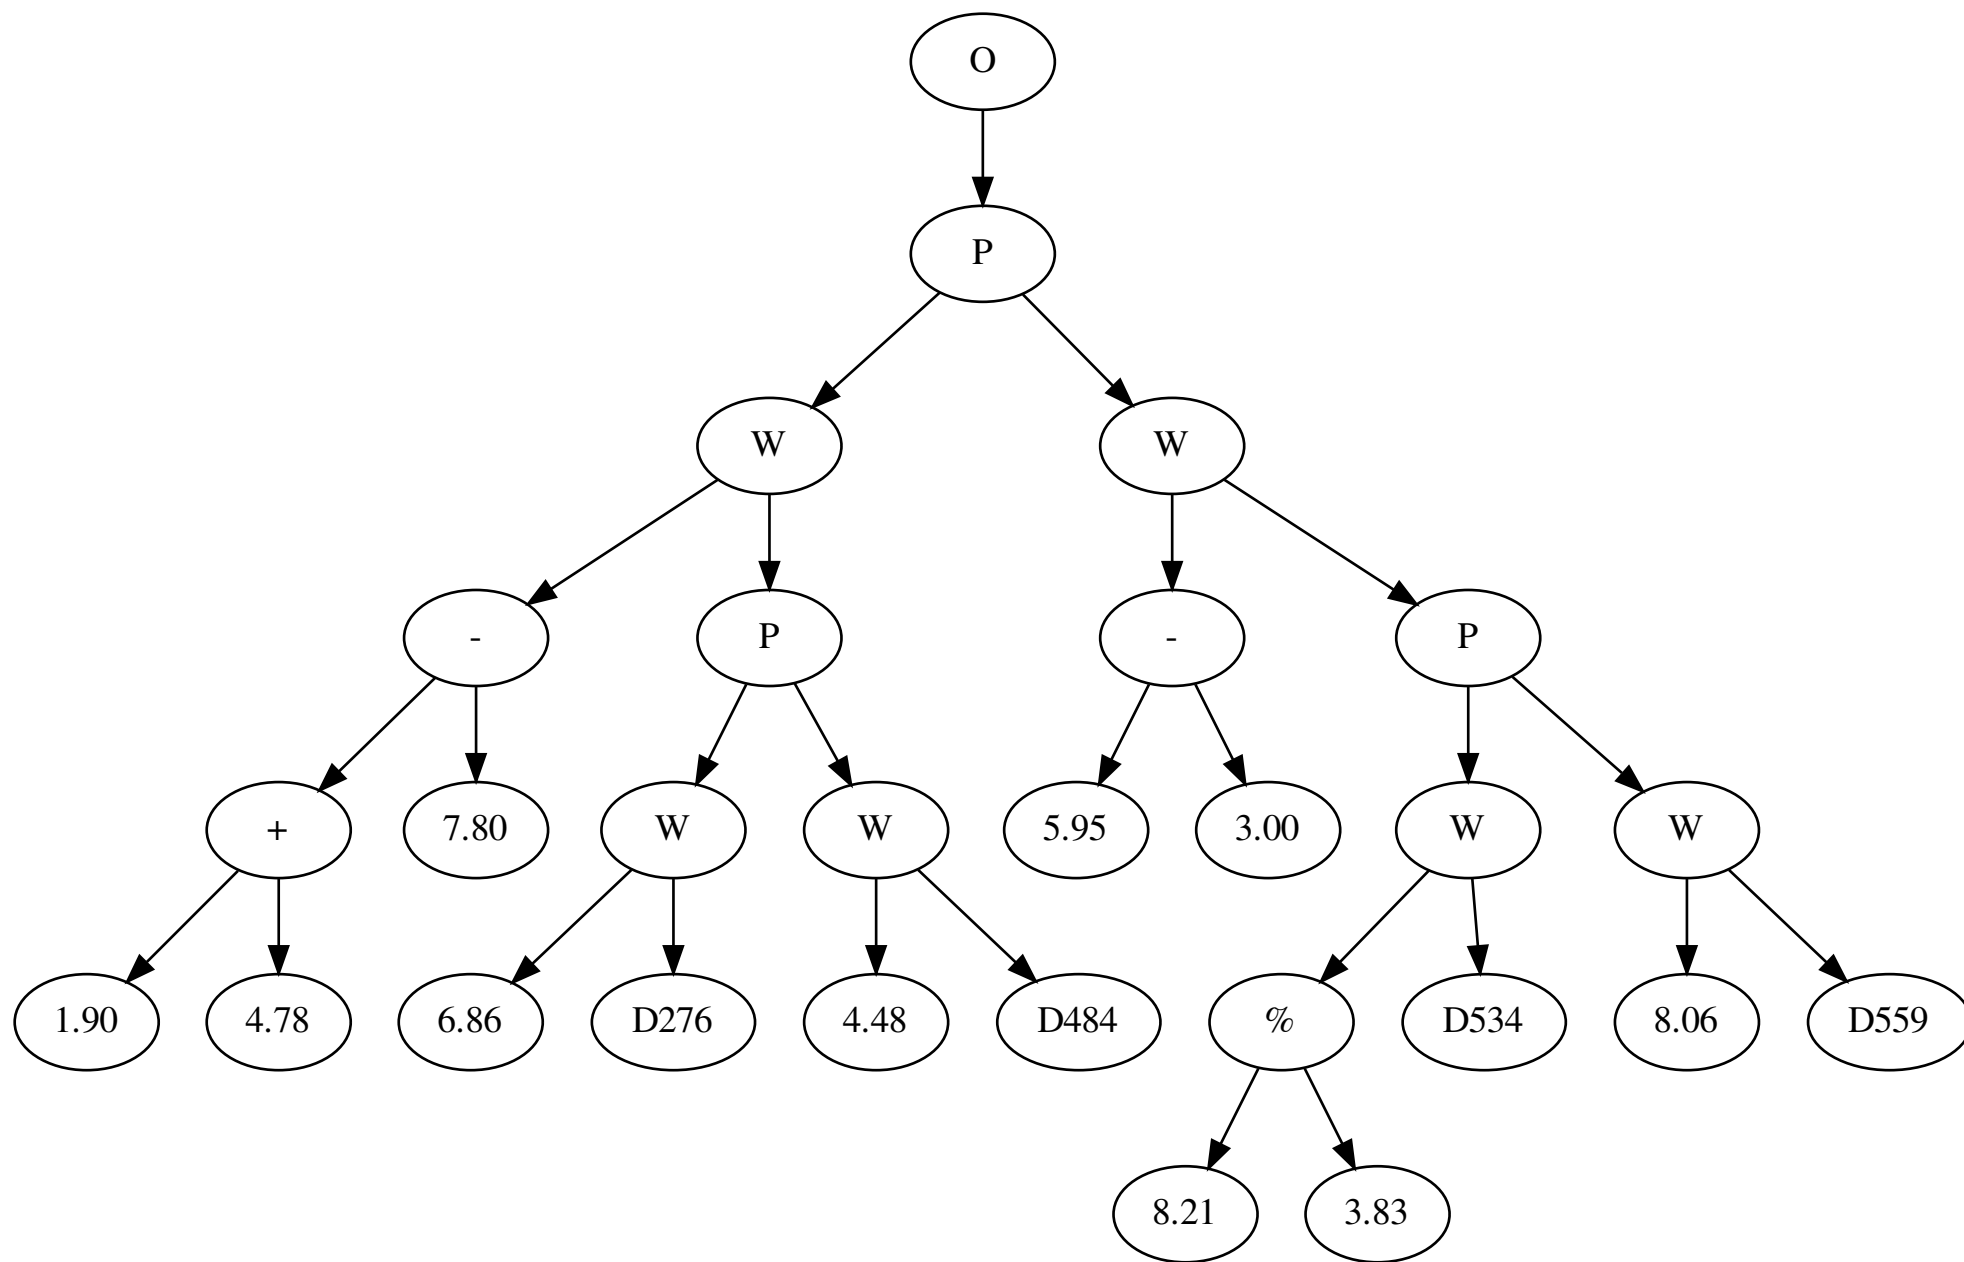 O
P
W W
- P - P
+ 7.80 W W 5.95 3.00 W W
1.90 4.78 6.86 D276 4.48 D484 % D534 8.06 D559
8.21 3.83